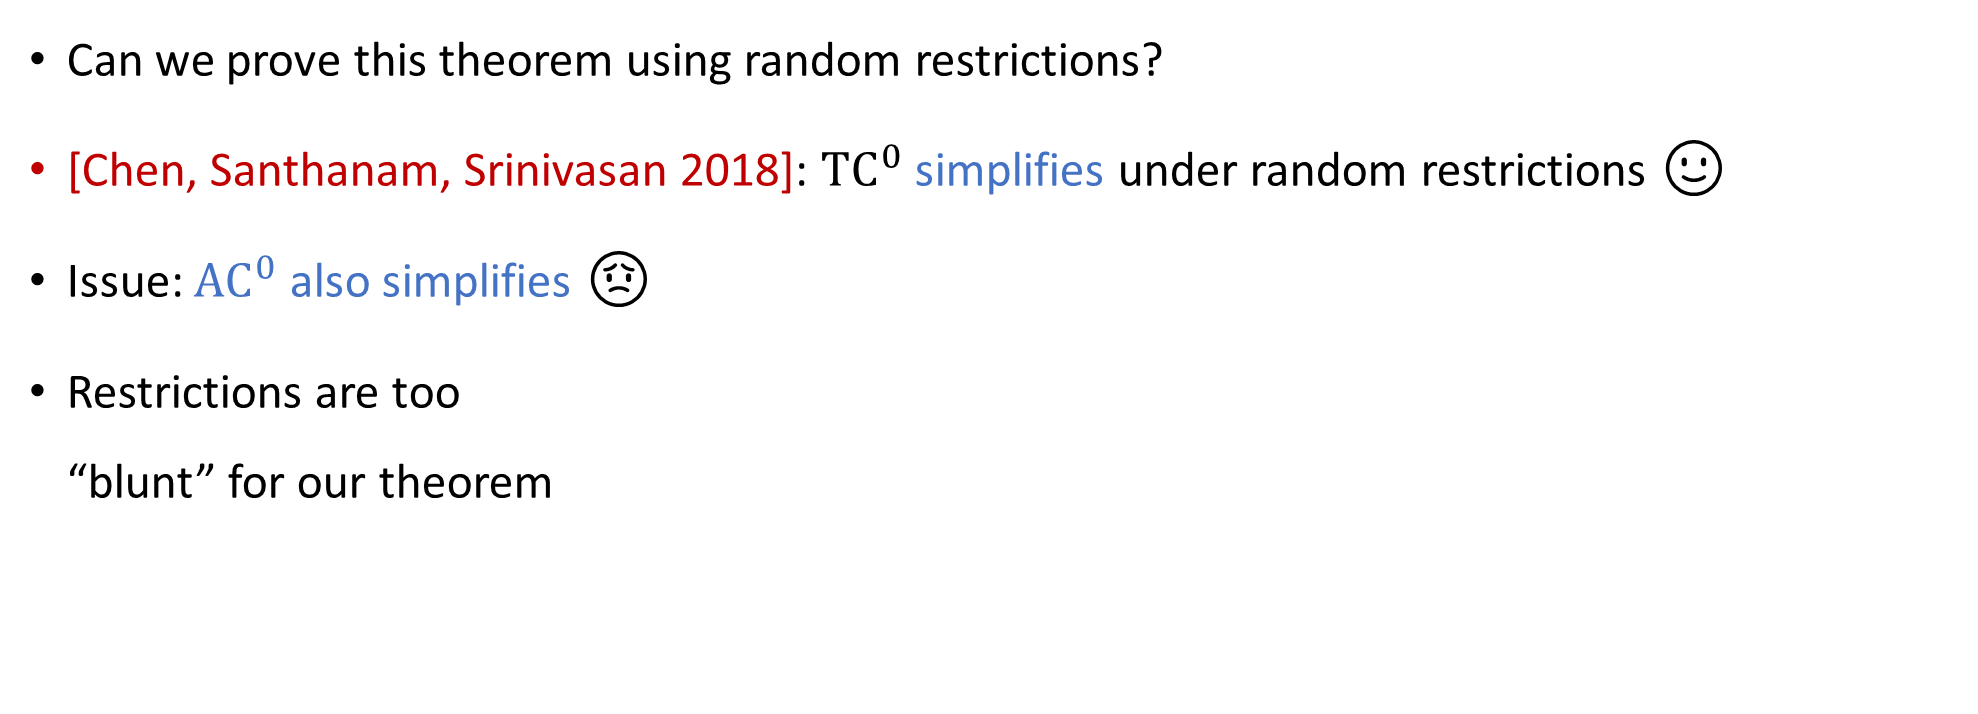 • Can we prove this theorem using random restrictions?
• [Chen, Santhanam, Srinivasan 2018]: TC⁰ simplifies under random restrictions ☺
• Issue: AC⁰ also simplifies 😟
• Restrictions are too
“blunt” for our theorem